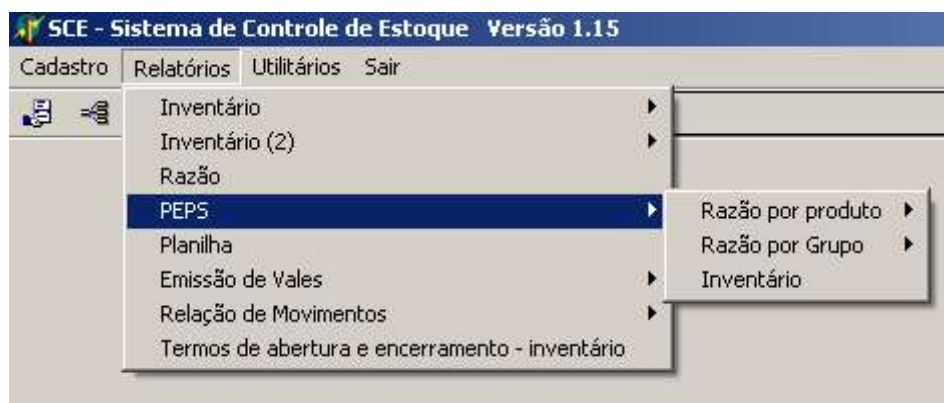 SCE - Sistema de Controle de Estoque Versão 1.15
Cadastro Relatórios Utilitários Sair
Inventário
Inventário (2)
Razão
PEPS
Planilha
Emissão de Vales
Relação de Movimentos
Termos de abertura e encerramento - inventário
Razão por produto
Razão por Grupo
Inventário